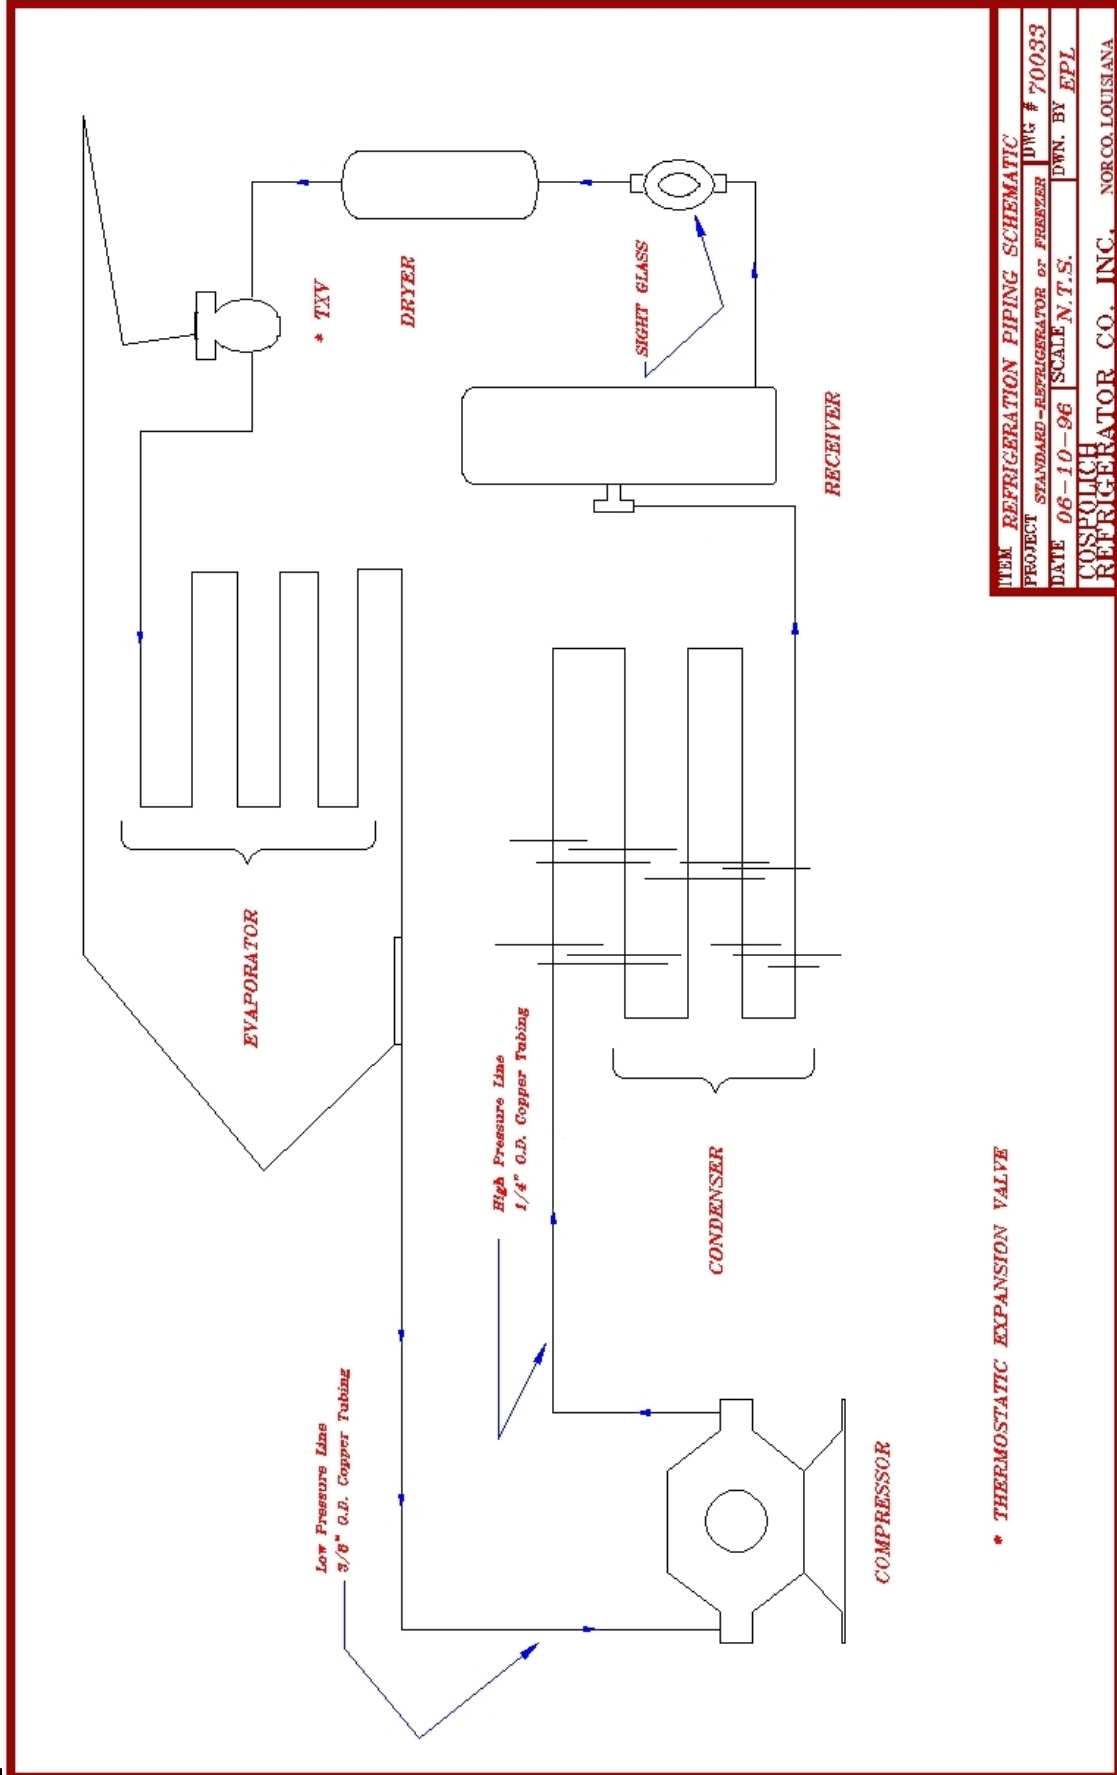 * TXV
DRYER
SIGHT GLASS
RECEIVER
EVAPORATOR
High Pressure Line
1/4" O.D. Copper Tubing
CONDENSER
Low Pressure Line
3/8" O.D. Copper Tubing
COMPRESSOR
* THERMOSTATIC EXPANSION VALVE
ITEM REFRIGERATION PIPING SCHEMATIC
PROJECT STANDARD-REFRIGERATOR or FREEZER DWG # 70033
DATE 06-10-96 SCALE N.T.S. DWN. BY EPL
COSPOLICH
REFRIGERATOR CO. INC. NORCO, LOUISIANA